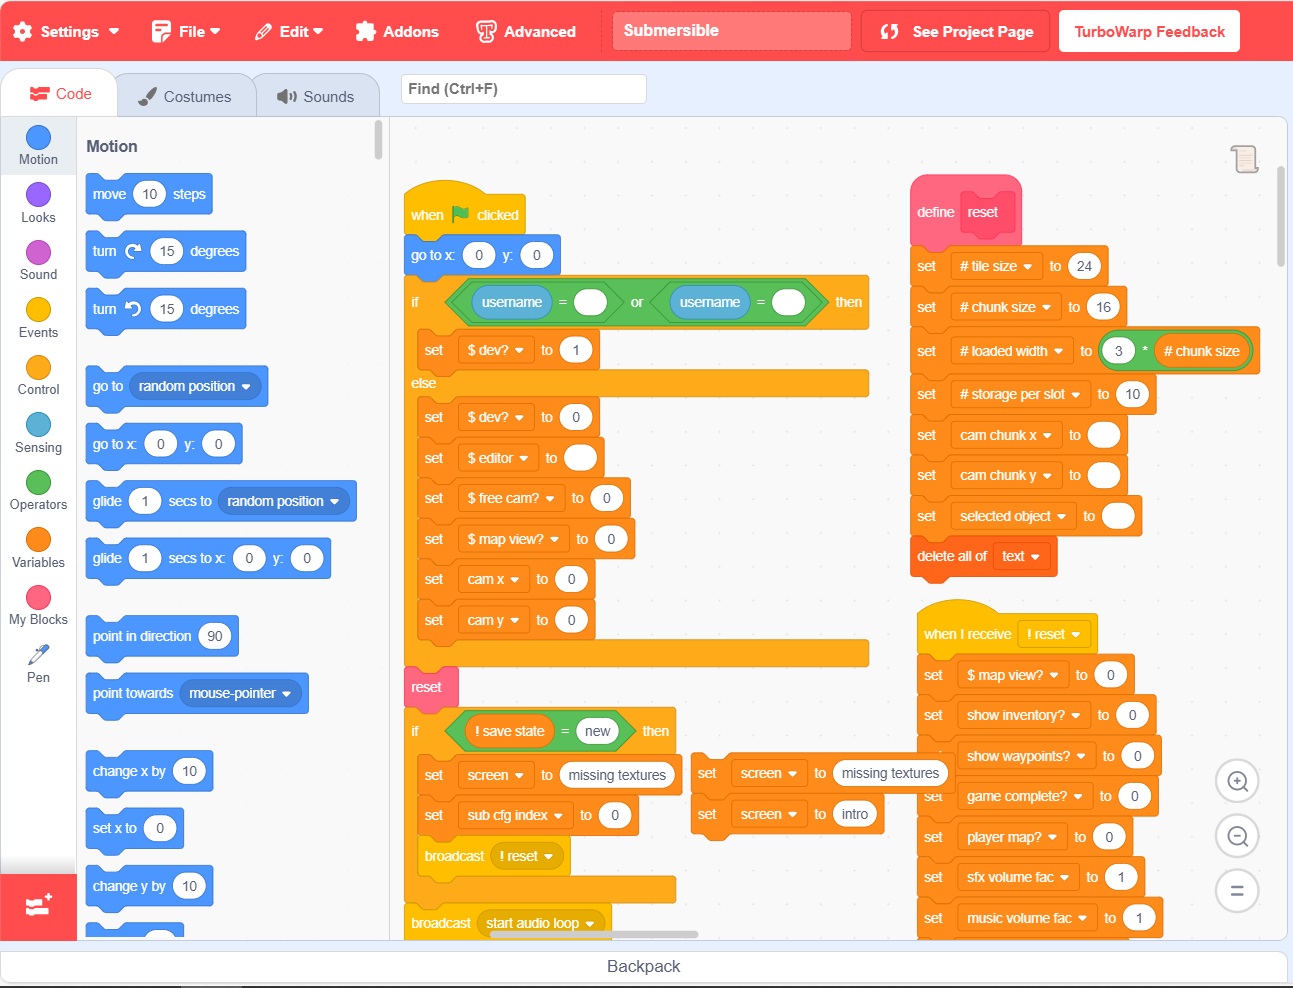 Settings File Edit Addons Advanced Submersible See Project Page TurboWarp Feedback
Code Costumes Sounds Find (Ctrl+F)
Motion
Looks
Sound
Events
Control
Sensing
Operators
Variables
My Blocks
Pen
Motion
move 10 steps
turn 15 degrees
turn 15 degrees
go to random position
go to x: 0 y: 0
glide 1 secs to random position
glide 1 secs to x: 0 y: 0
point in direction 90
point towards mouse-pointer
change x by 10
set x to 0
change y by 10
when clicked
go to x: 0 y: 0
if username = or username = then
set $ dev? to 1
else
set $ dev? to 0
set $ editor to
set $ free cam? to 0
set $ map view? to 0
set cam x to 0
set cam y to 0
reset
if ! save state = new then
set screen to missing textures
set sub cfg index to 0
broadcast ! reset
broadcast start audio loop
set screen to missing textures
set screen to intro
define reset
set # tile size to 24
set # chunk size to 16
set # loaded width to 3 * # chunk size
set # storage per slot to 10
set cam chunk x to
set cam chunk y to
set selected object to
delete all of text
when I receive ! reset
set $ map view? to 0
set show inventory? to 0
show waypoints? to 0
set game complete? to 0
set player map? to 0
set sfx volume fac to 1
set music volume fac to 1
Backpack